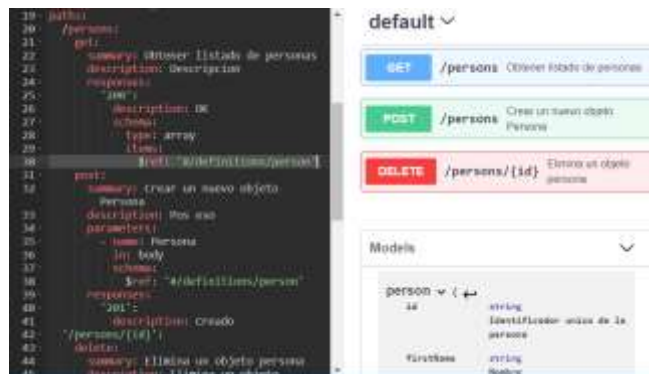 19 paths:
20 /persons:
21 get:
22 summary: Obtener listado de personas
23 description: Descripcion
24 responses:
25 "200":
26 description: OK
27 schema:
28 type: array
29 items:
30 $ref: "#/definitions/person"
31 post:
32 summary: Crear un nuevo objeto
Persona
33 description: Pos eso
34 parameters:
35 - name: Persona
36 in: body
37 schema:
38 $ref: "#/definitions/person"
39 responses:
40 "201":
41 description: creado
42 "/persons/{id}":
43 delete:
44 summary: Elimina un objeto persona
default
GET /persons Obtener listado de personas
POST /persons Crear un nuevo objeto
Persona
DELETE /persons/{id} Elimina un objeto
persona
Models
person {
id string
Identificador unico de la
persona
firstName string
Nombre